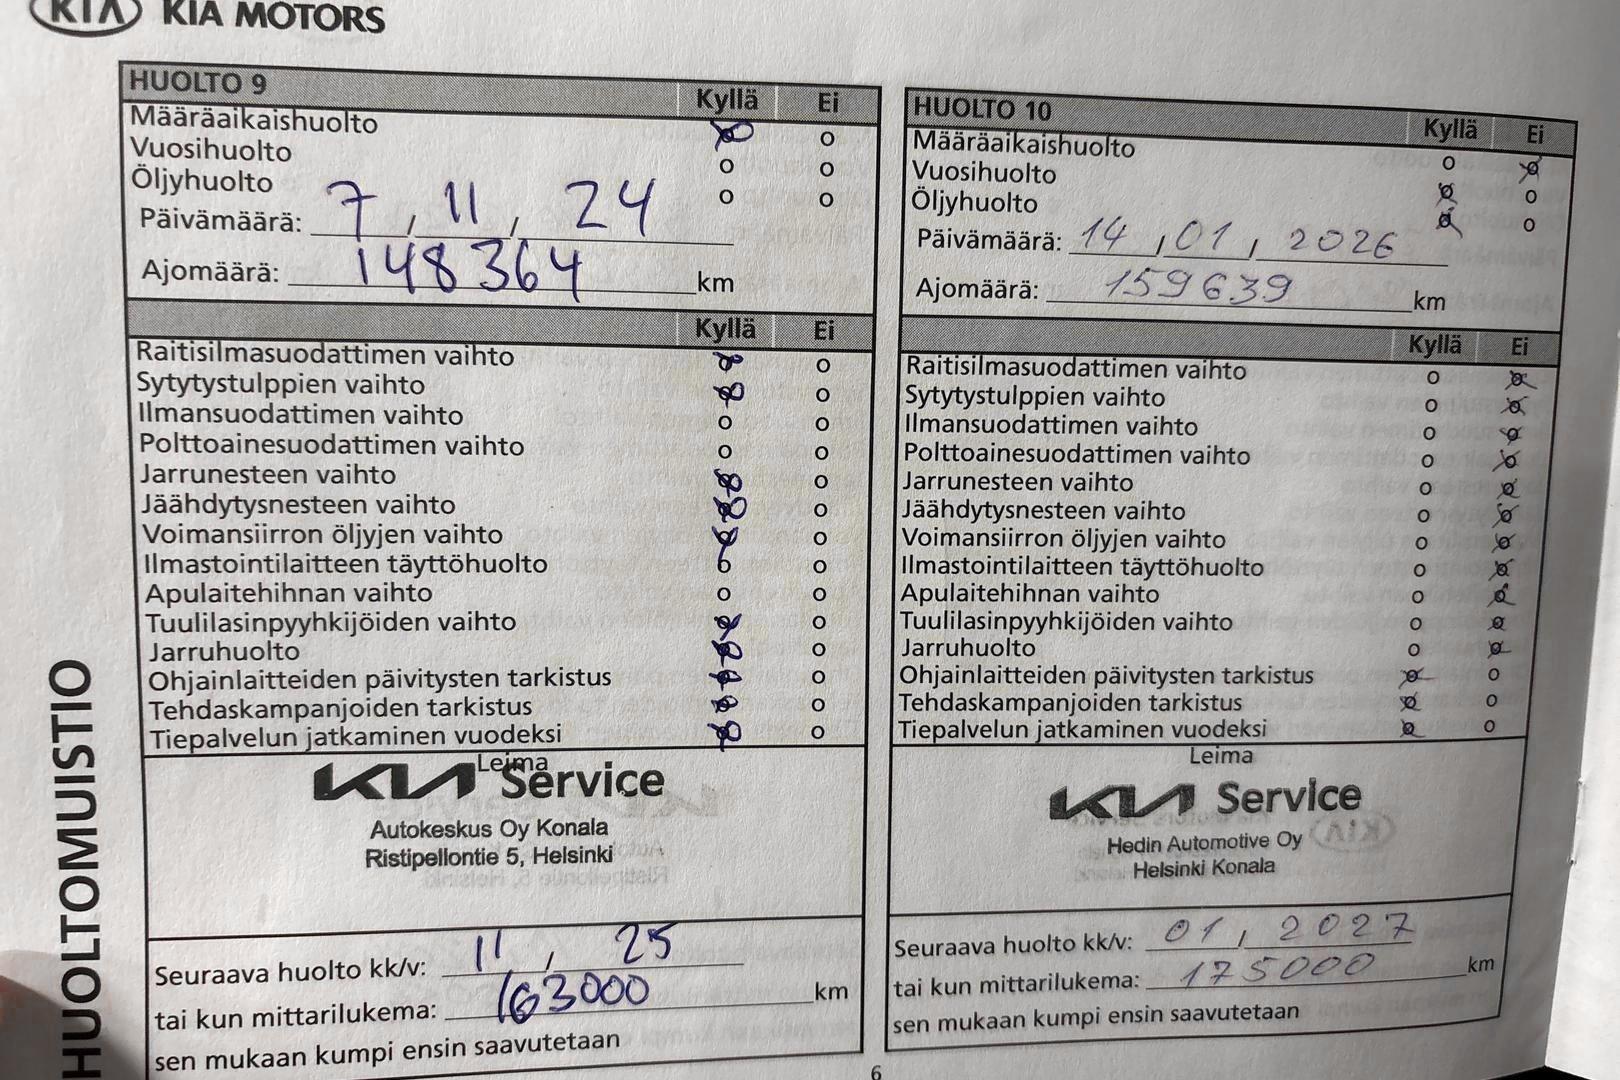 KIA KIA MOTORS
HUOLTOMUISTIO
HUOLTO 9 Kyllä Ei
Määräaikaishuolto
Vuosihuolto
Öljyhuolto
Päivämäärä: 7, 11, 24
Ajomäärä: 148 364 km
Kyllä Ei
Raitisilmasuodattimen vaihto
Sytytystulppien vaihto
Ilmansuodattimen vaihto
Polttoainesuodattimen vaihto
Jarrunesteen vaihto
Jäähdytysnesteen vaihto
Voimansiirron öljyjen vaihto
Ilmastointilaitteen täyttöhuolto
Apulaitehihnan vaihto
Tuulilasinpyyhkijöiden vaihto
Jarruhuolto
Ohjainlaitteiden päivitysten tarkistus
Tehdaskampanjoiden tarkistus
Tiepalvelun jatkaminen vuodeksi
Leima
KIA Service
Autokeskus Oy Konala
Ristipellontie 5, Helsinki
Seuraava huolto kk/v: 11, 25
tai kun mittarilukema: 163000 km
sen mukaan kumpi ensin saavutetaan
HUOLTO 10 Kyllä Ei
Määräaikaishuolto
Vuosihuolto
Öljyhuolto
Päivämäärä: 14, 01, 2026
Ajomäärä: 159639 km
Kyllä Ei
Raitisilmasuodattimen vaihto
Sytytystulppien vaihto
Ilmansuodattimen vaihto
Polttoainesuodattimen vaihto
Jarrunesteen vaihto
Jäähdytysnesteen vaihto
Voimansiirron öljyjen vaihto
Ilmastointilaitteen täyttöhuolto
Apulaitehihnan vaihto
Tuulilasinpyyhkijöiden vaihto
Jarruhuolto
Ohjainlaitteiden päivitysten tarkistus
Tehdaskampanjoiden tarkistus
Tiepalvelun jatkaminen vuodeksi
Leima
KIA Service
Hedin Automotive Oy
Helsinki Konala
Seuraava huolto kk/v: 01, 2027
tai kun mittarilukema: 175000 km
sen mukaan kumpi ensin saavutetaan
6